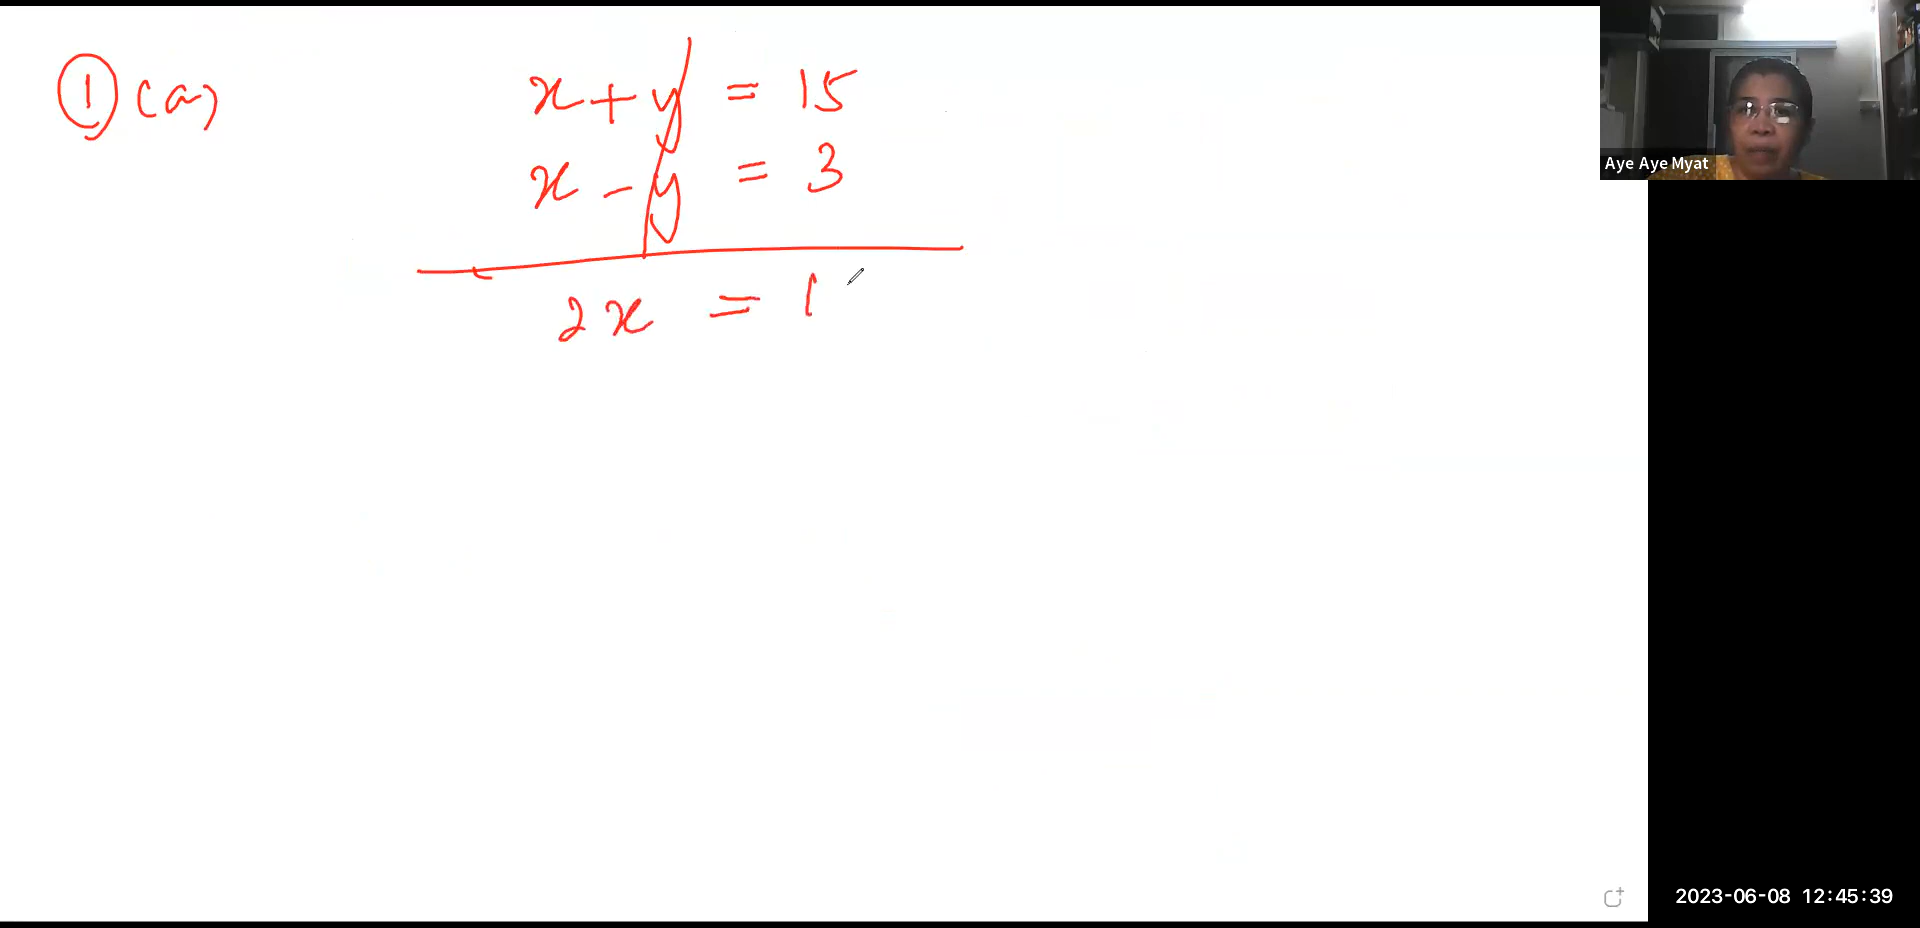 ① (a)
x + y = 15
x - y = 3
2x = 1
Aye Aye Myat
2023-06-08 12:45:39